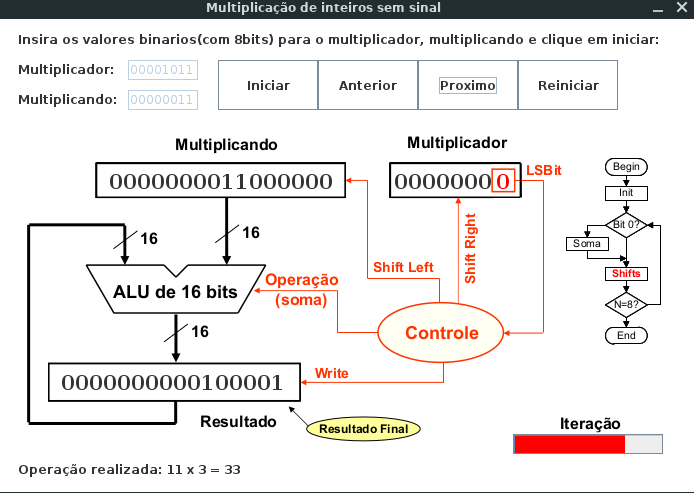 Multiplicação de inteiros sem sinal
Insira os valores binarios(com 8bits) para o multiplicador, multiplicando e clique em iniciar:
Multiplicador: 00001011
Multiplicando: 00000011
Iniciar Anterior Proximo Reiniciar
Multiplicando
Multiplicador
0000000011000000
00000000
LSBit
16
16
Shift Left
Shift Right
ALU de 16 bits
Operação
(soma)
Controle
16
0000000000100001
Write
Resultado
Resultado Final
Begin
Init
Bit 0?
Soma
Shifts
N=8?
End
Iteração
Operação realizada: 11 x 3 = 33